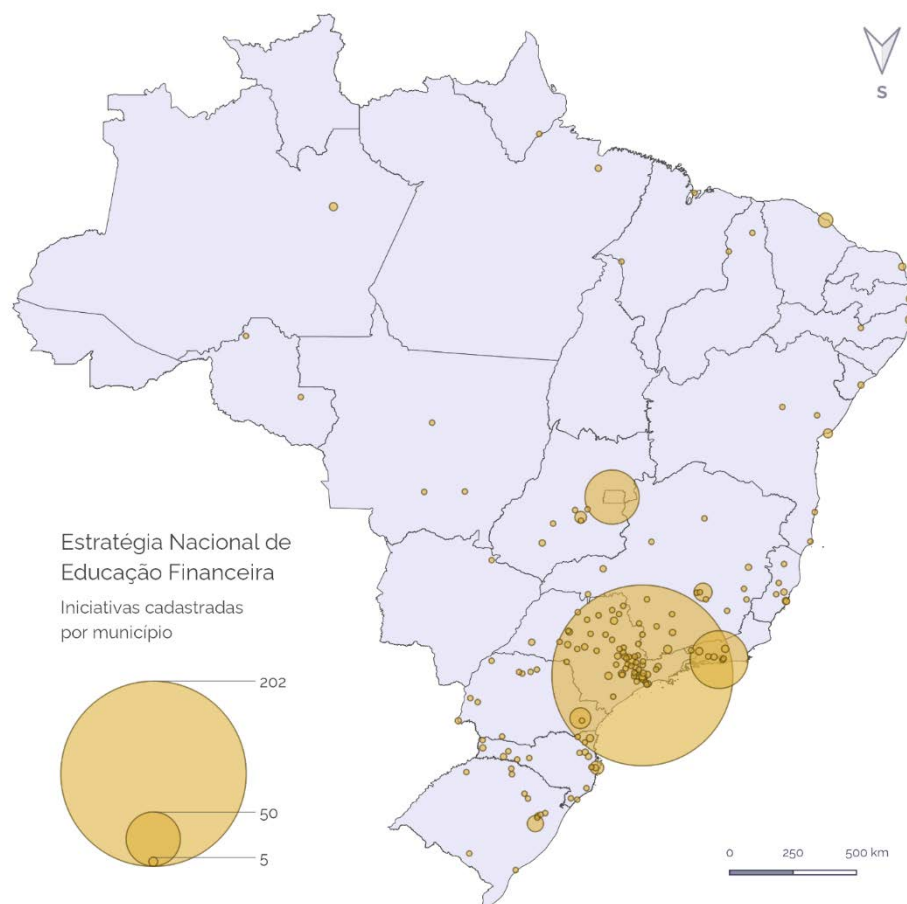 S
Estratégia Nacional de
Educação Financeira
Iniciativas cadastradas
por município
202
50
5
0 250 500 km